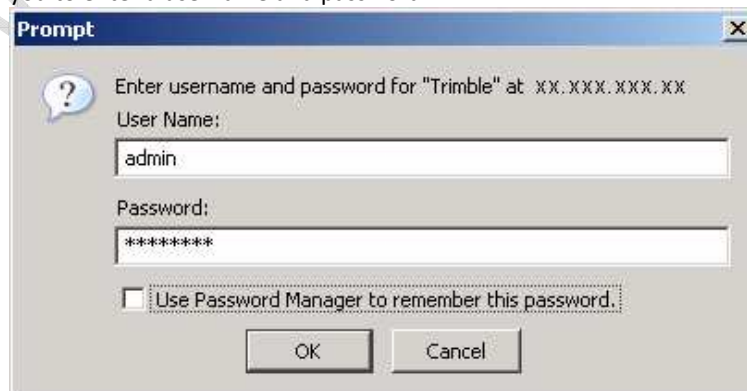 Prompt
Enter username and password for "Trimble" at xx.xxx.xxx.xx
User Name:
admin
Password:
********
Use Password Manager to remember this password.
OK
Cancel